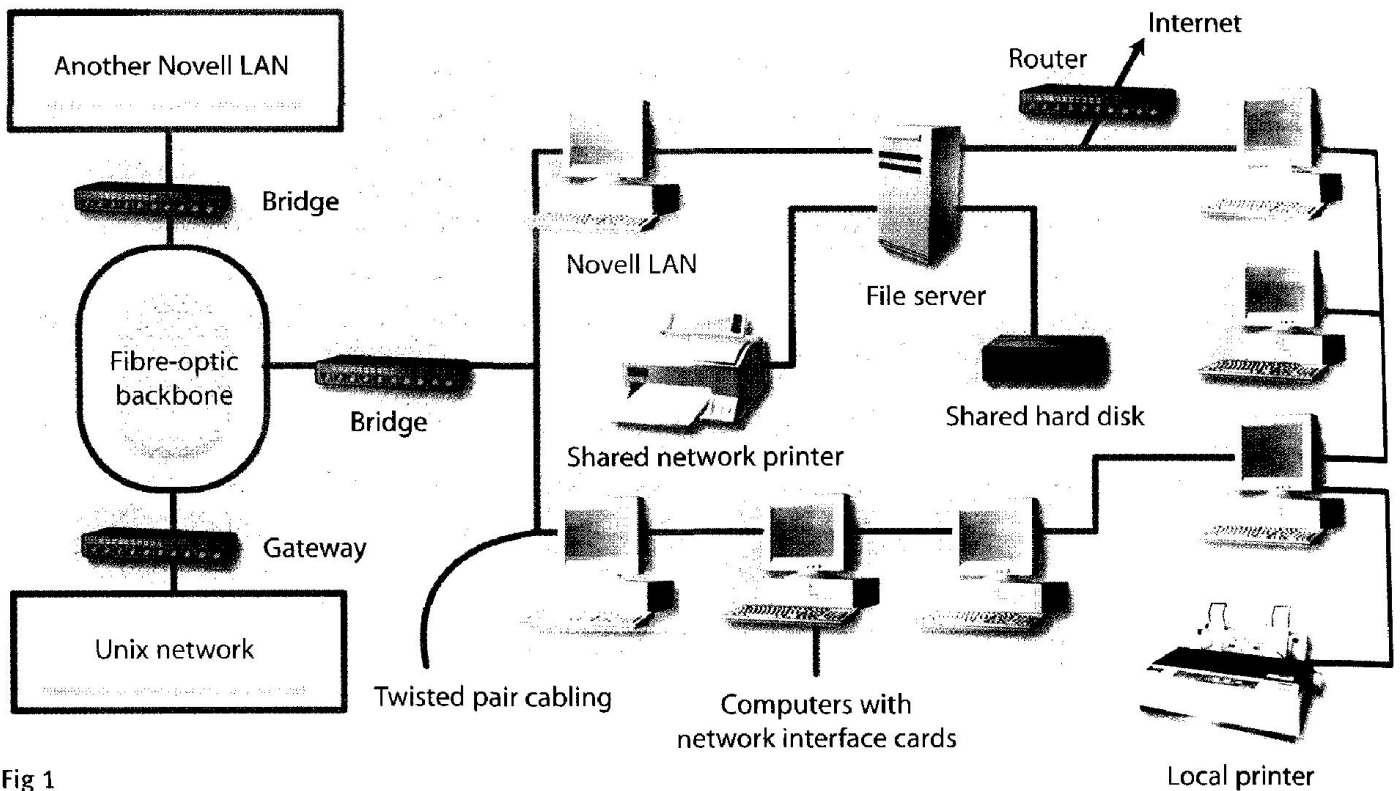 Another Novell LAN
Bridge
Fibre-optic
backbone
Bridge
Gateway
Unix network
Novell LAN
Shared network printer
File server
Shared hard disk
Router
Internet
Twisted pair cabling
Computers with
network interface cards
Local printer
Fig 1